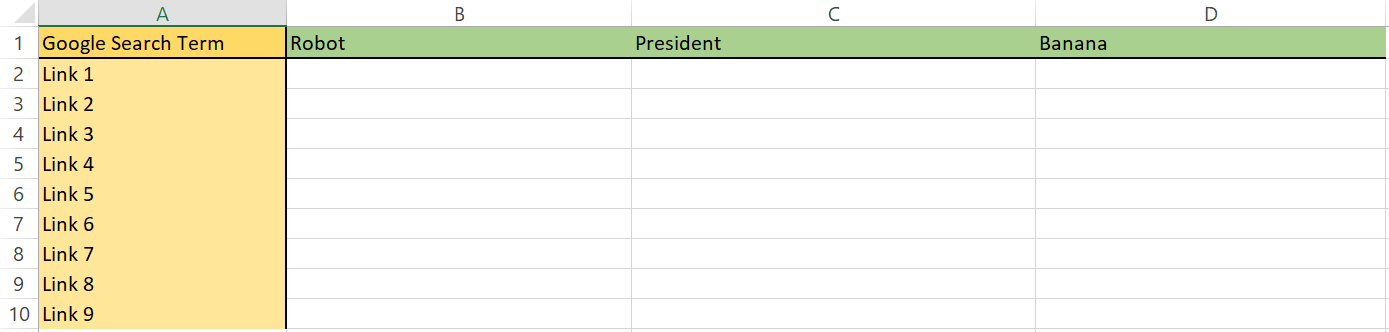 A B C D
1 Google Search Term Robot President Banana
2 Link 1
3 Link 2
4 Link 3
5 Link 4
6 Link 5
7 Link 6
8 Link 7
9 Link 8
10 Link 9